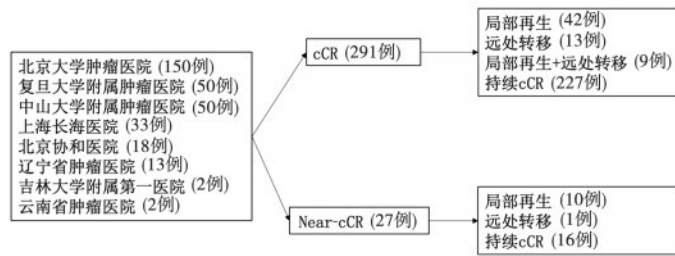 北京大学肿瘤医院 (150例)
复旦大学附属肿瘤医院 (50例)
中山大学附属肿瘤医院 (50例)
上海长海医院 (33例)
北京协和医院 (18例)
辽宁省肿瘤医院 (13例)
吉林大学附属第一医院 (2例)
云南省肿瘤医院 (2例)
cCR (291例)
Near-cCR (27例)
局部再生 (42例)
远处转移 (13例)
局部再生+远处转移 (9例)
持续cCR (227例)
局部再生 (10例)
远处转移 (1例)
持续cCR (16例)